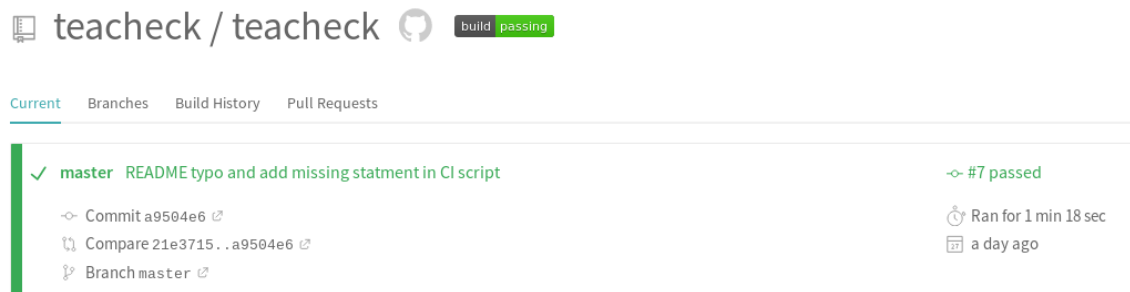 teacheck / teacheck build passing
Current Branches Build History Pull Requests
master README typo and add missing statment in CI script #7 passed
Commit a9504e6 Ran for 1 min 18 sec
Compare 21e3715..a9504e6 a day ago
Branch master
27